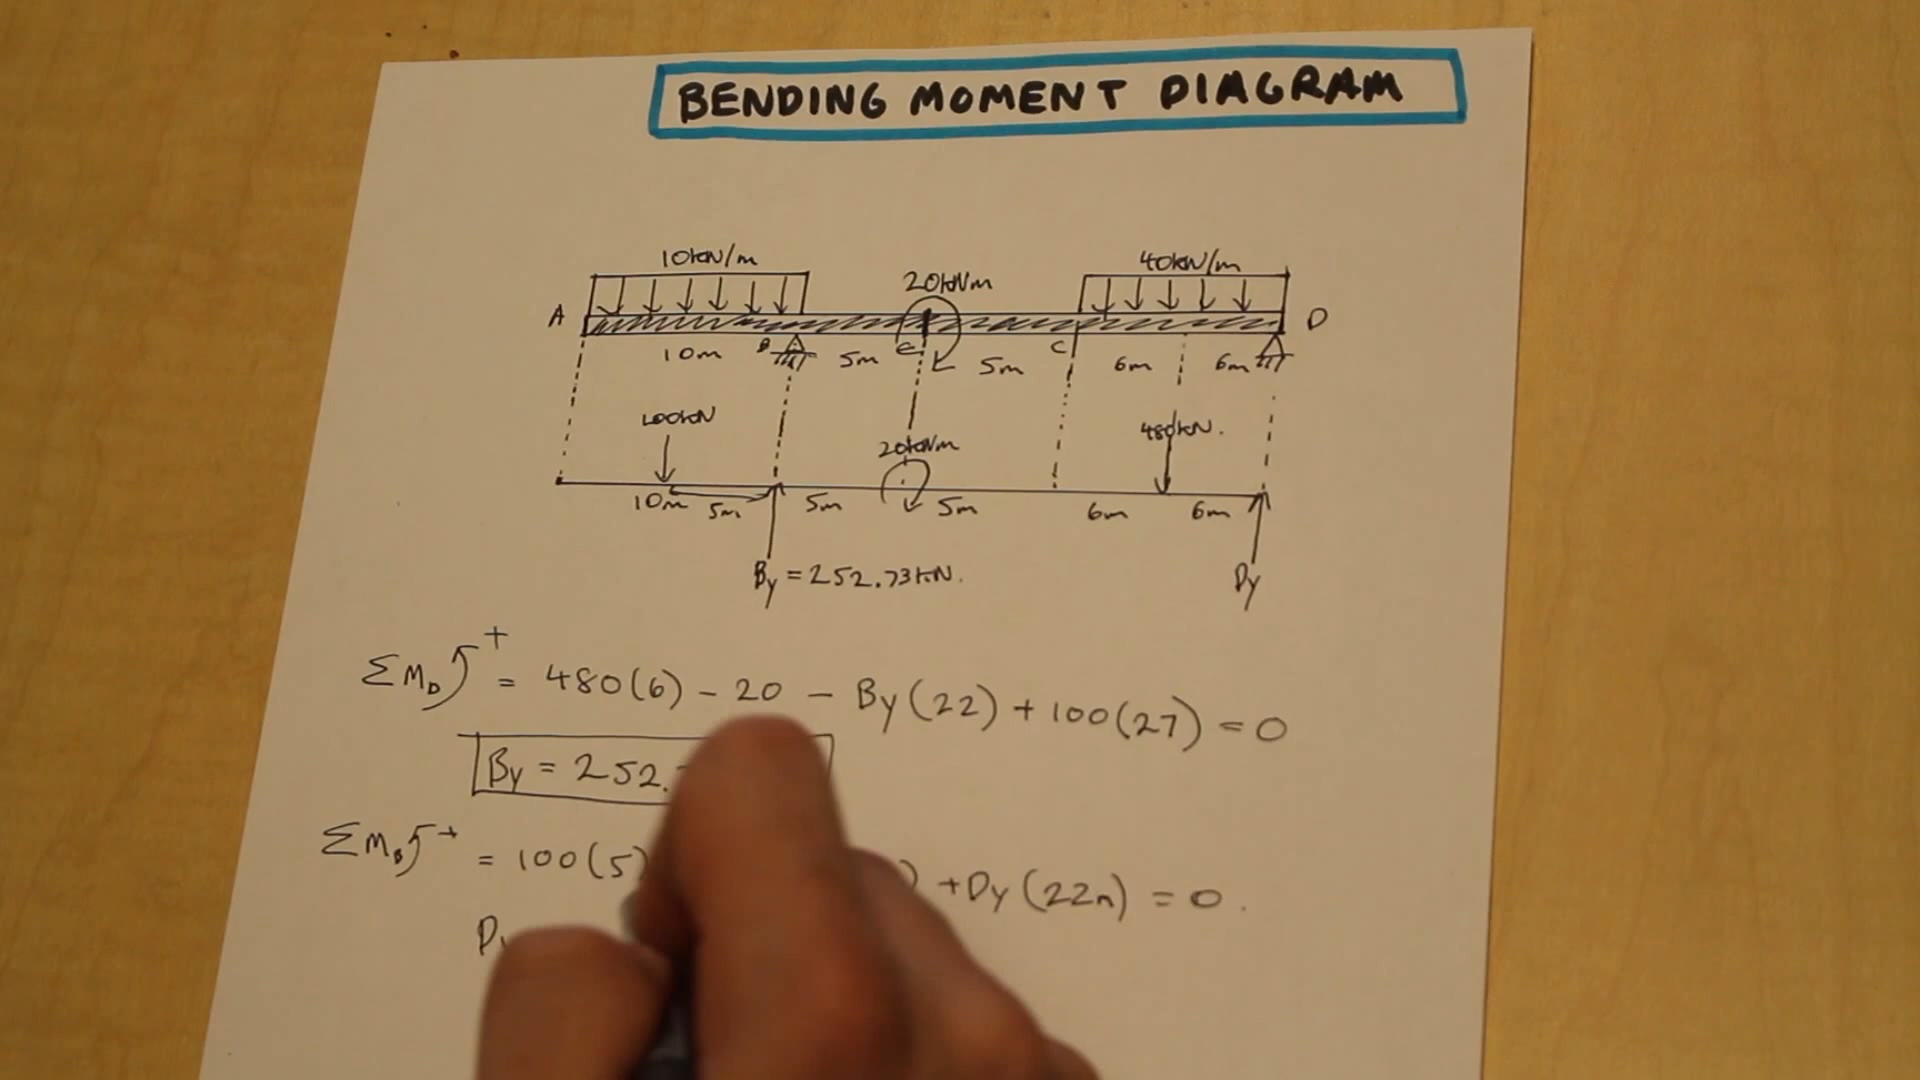 BENDING MOMENT DIAGRAM
10kN/m 20kNm 40kN/m
A D
10m B 5m E 5m C 6m 6m
100kN 20kNm 480kN.
10m 5m 5m 5m 6m 6m
By = 252.73kN. Dy
ΣMD + = 480(6) - 20 - By(22) + 100(27) = 0
By = 252.
ΣMB + = 100(5) ) +Dy(22m) = 0.
Dy